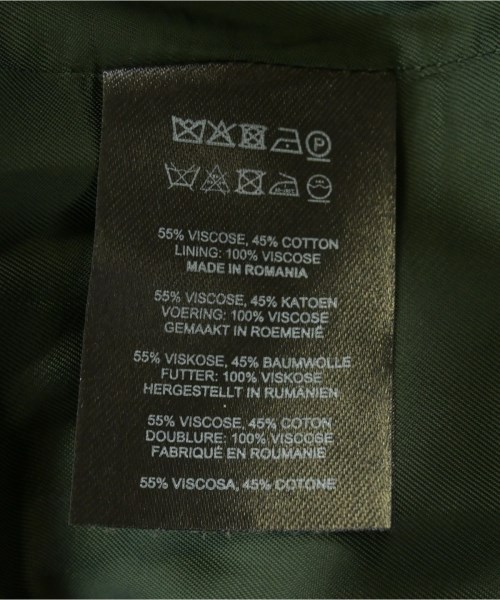 P
55% VISCOSE, 45% COTTON
LINING: 100% VISCOSE
MADE IN ROMANIA
55% VISCOSE, 45% KATOEN
VOERING: 100% VISCOSE
GEMAAKT IN ROEMENIË
55% VISKOSE, 45% BAUMWOLLE
FUTTER: 100% VISKOSE
HERGESTELLT IN RUMÄNIEN
55% VISCOSE, 45% COTON
DOUBLURE: 100% VISCOSE
FABRIQUÉ EN ROUMANIE
55% VISCOSA, 45% COTONE